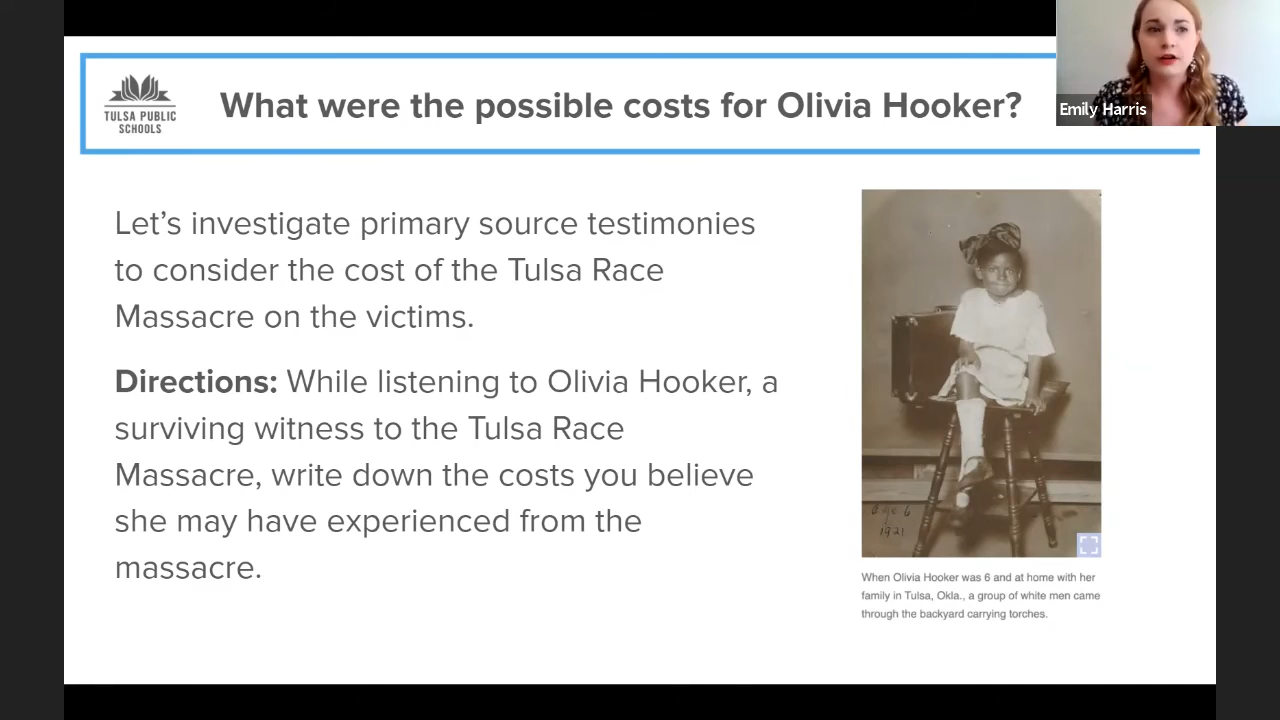 TULSA PUBLIC
SCHOOLS
What were the possible costs for Olivia Hooker?
Emily Harris
Let’s investigate primary source testimonies
to consider the cost of the Tulsa Race
Massacre on the victims.
Directions: While listening to Olivia Hooker, a
surviving witness to the Tulsa Race
Massacre, write down the costs you believe
she may have experienced from the
massacre.
age 6
1921
When Olivia Hooker was 6 and at home with her
family in Tulsa, Okla., a group of white men came
through the backyard carrying torches.